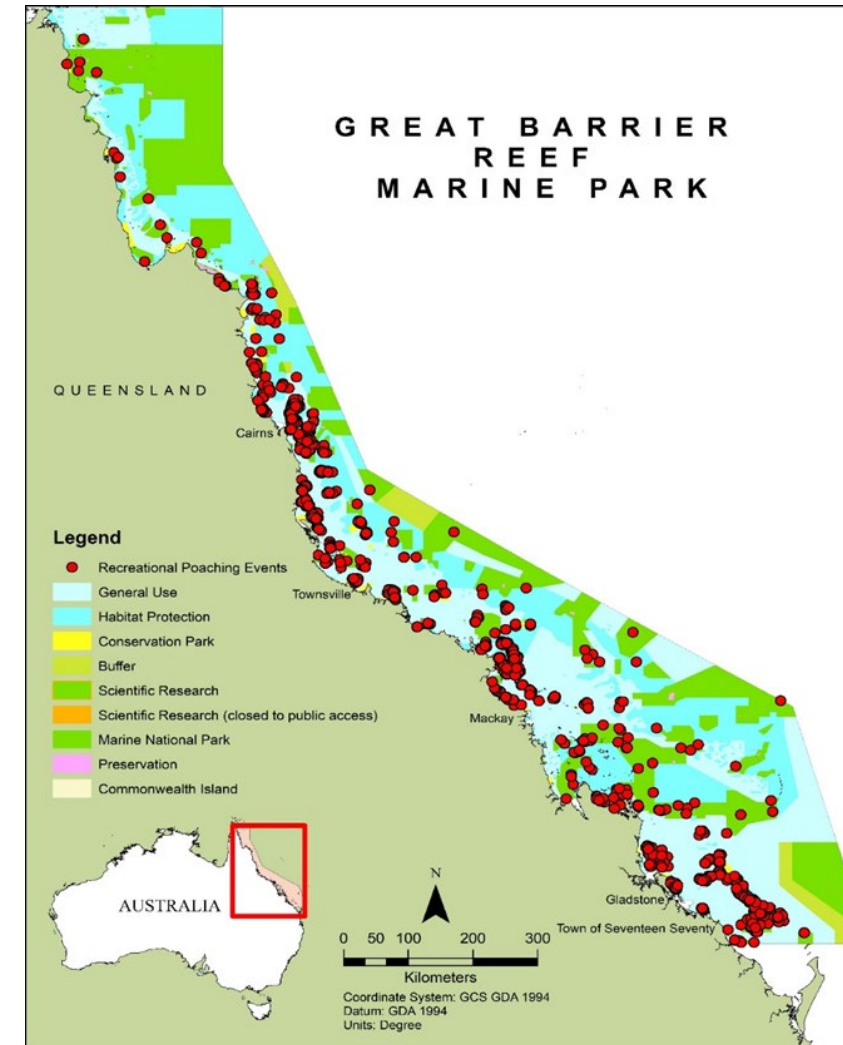 GREAT BARRIER
REEF
MARINE PARK
QUEENSLAND
Cairns
Legend
Recreational Poaching Events
General Use
Habitat Protection
Conservation Park
Buffer
Scientific Research
Scientific Research (closed to public access)
Marine National Park
Preservation
Commonwealth Island
Townsville
Mackay
Gladstone
Town of Seventeen Seventy
AUSTRALIA
N
0 50 100 200 300
Kilometers
Coordinate System: GCS GDA 1994
Datum: GDA 1994
Units: Degree